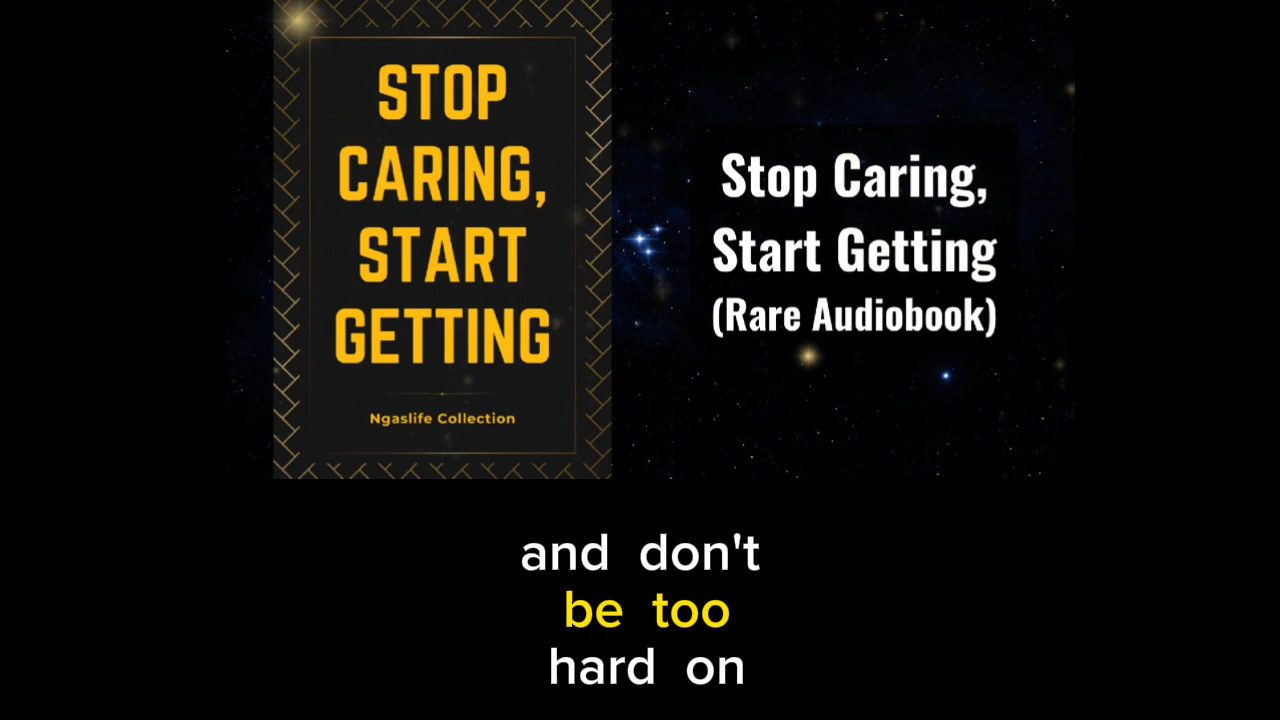 STOP
CARING,
START
GETTING
Ngaslife Collection
Stop Caring,
Start Getting
(Rare Audiobook)
and don't
be too
hard on